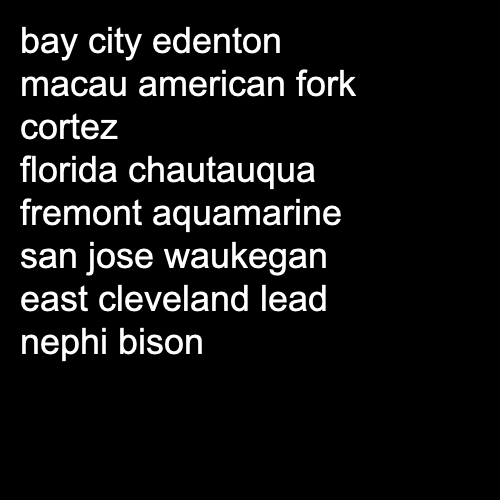 bay city edenton
macau american fork
cortez
florida chautauqua
fremont aquamarine
san jose waukegan
east cleveland lead
nephi bison